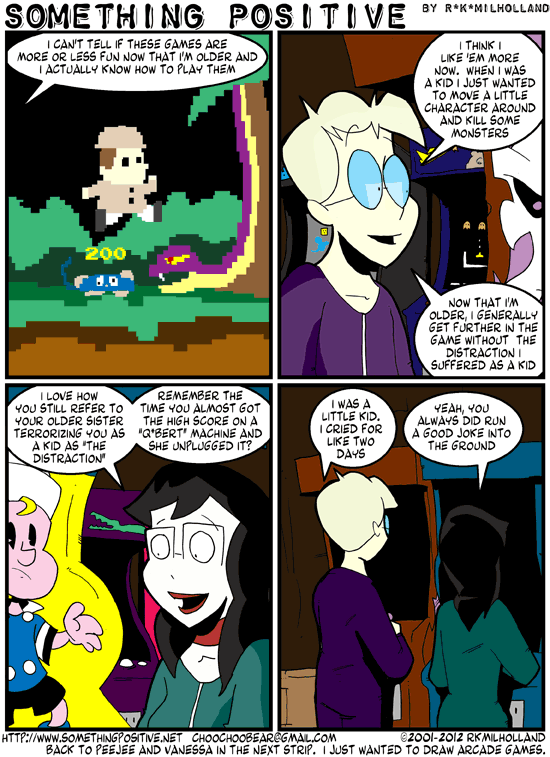 SOMETHING POSITIVE BY R*K*MILHOLLAND
I CAN'T TELL IF THESE GAMES ARE
MORE OR LESS FUN NOW THAT I'M OLDER AND
I ACTUALLY KNOW HOW TO PLAY THEM
200
I THINK I
LIKE 'EM MORE
NOW. WHEN I WAS
A KID I JUST WANTED
TO MOVE A LITTLE
CHARACTER AROUND
AND KILL SOME
MONSTERS
NOW THAT I'M
OLDER, I GENERALLY
GET FURTHER IN THE
GAME WITHOUT THE
DISTRACTION I
SUFFERED AS A KID
I LOVE HOW
YOU STILL REFER TO
YOUR OLDER SISTER
TERRORIZING YOU AS
A KID AS "THE
DISTRACTION"
REMEMBER THE
TIME YOU ALMOST GOT
THE HIGH SCORE ON A
"Q*BERT" MACHINE AND
SHE UNPLUGGED IT?
I WAS A
LITTLE KID.
I CRIED FOR
LIKE TWO
DAYS
YEAH, YOU
ALWAYS DID RUN
A GOOD JOKE INTO
THE GROUND
HTTP://WWW.SOMETHINGPOSITIVE.NET CHOOCHOOBEAR@GMAIL.COM ©2001-2012 RKMILHOLLAND
BACK TO PEEJEE AND VANESSA IN THE NEXT STRIP. I JUST WANTED TO DRAW ARCADE GAMES.